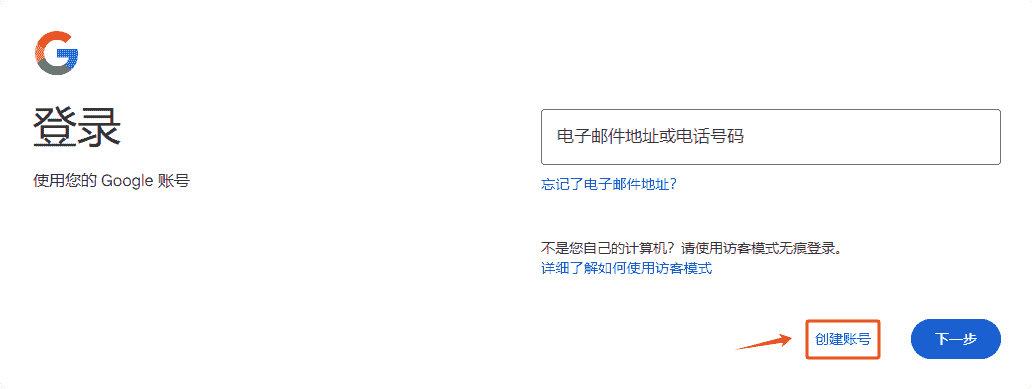 登录
使用您的 Google 账号
电子邮件地址或电话号码
忘记了电子邮件地址?
不是您自己的计算机?请使用访客模式无痕登录。
详细了解如何使用访客模式
创建账号
下一步